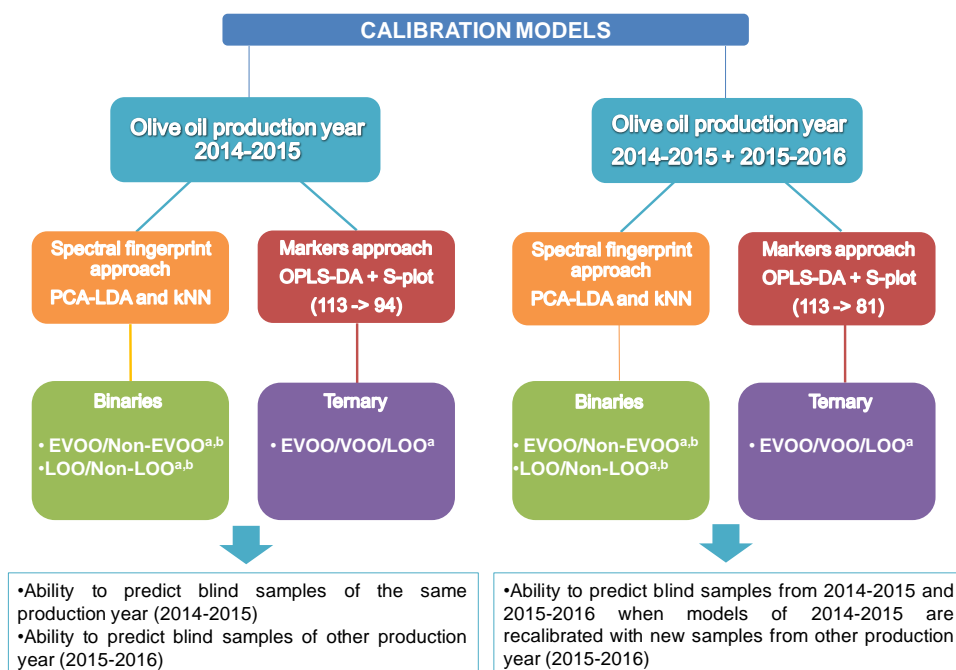 CALIBRATION MODELS
Olive oil production year
2014-2015
Olive oil production year
2014-2015 + 2015-2016
Spectral fingerprint
approach
PCA-LDA and kNN
Markers approach
OPLS-DA + S-plot
(113 -> 94)
Spectral fingerprint
approach
PCA-LDA and kNN
Markers approach
OPLS-DA + S-plot
(113 -> 81)
Binaries
• EVOO/Non-EVOOa,b
• LOO/Non-LOOa,b
Ternary
• EVOO/VOO/LOOa
Binaries
• EVOO/Non-EVOOa,b
• LOO/Non-LOOa,b
Ternary
• EVOO/VOO/LOOa
•Ability to predict blind samples of the same
production year (2014-2015)
•Ability to predict blind samples of other production
year (2015-2016)
•Ability to predict blind samples from 2014-2015 and
2015-2016 when models of 2014-2015 are
recalibrated with new samples from other production
year (2015-2016)